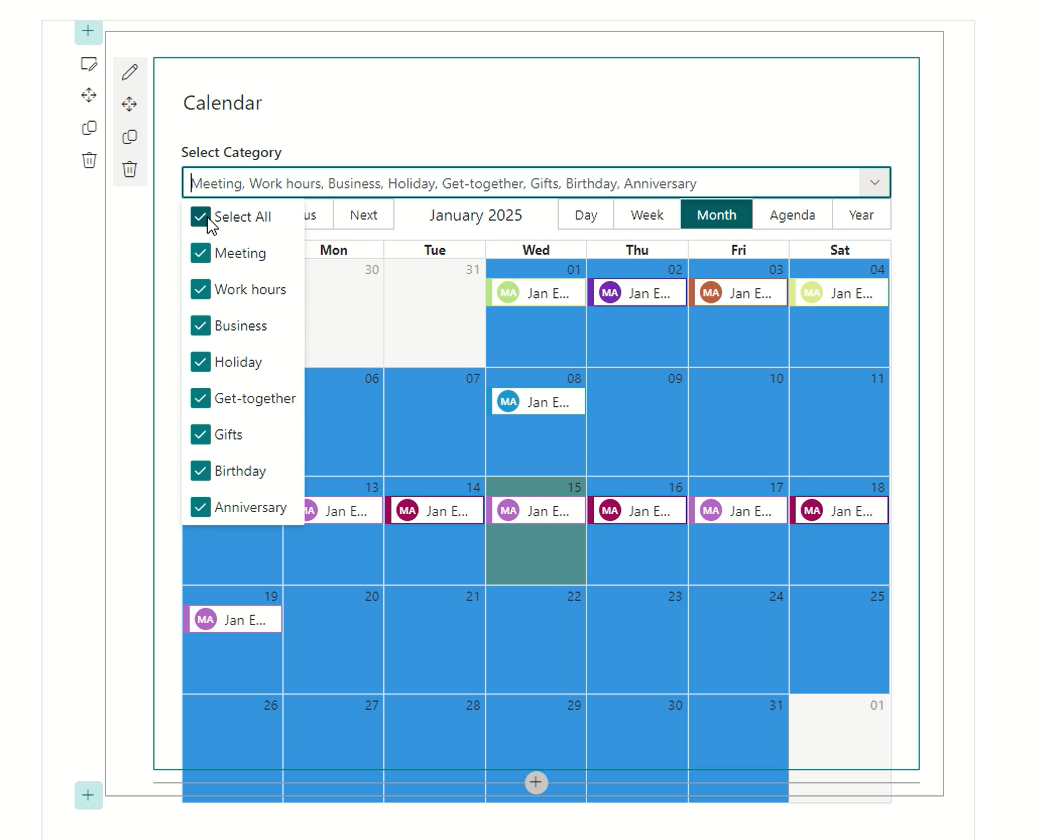 Calendar
Select Category
Meeting, Work hours, Business, Holiday, Get-together, Gifts, Birthday, Anniversary
Select All
Meeting
Work hours
Business
Holiday
Get-together
Gifts
Birthday
Anniversary
us Next January 2025 Day Week Month Agenda Year
Mon Tue Wed Thu Fri Sat
30 31 01 02 03 04
MA Jan E... MA Jan E... MA Jan E... MA Jan E...
06 07 08 09 10 11
MA Jan E...
13 14 15 16 17 18
MA Jan E... MA Jan E... MA Jan E... MA Jan E... MA Jan E... MA Jan E...
19 20 21 22 23 24 25
MA Jan E...
26 27 28 29 30 31 01